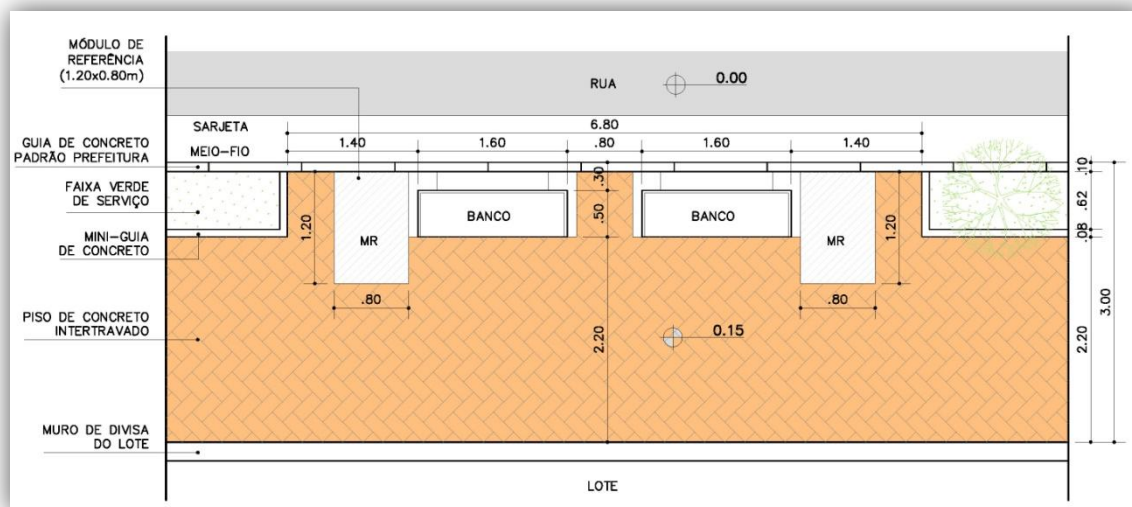 MÓDULO DE
REFERÊNCIA
(1.20x0.80m)
RUA
0.00
SARJETA
6.80
GUIA DE CONCRETO
PADRÃO PREFEITURA
MEIO-FIO
1.40
1.60
.80
1.60
1.40
.10
FAIXA VERDE
DE SERVIÇO
.30
.62
BANCO
.50
BANCO
MINI-GUIA
DE CONCRETO
1.20
MR
MR
1.20
.08
.80
.80
3.00
PISO DE CONCRETO
INTERTRAVADO
2.20
0.15
2.20
MURO DE DIVISA
DO LOTE
LOTE